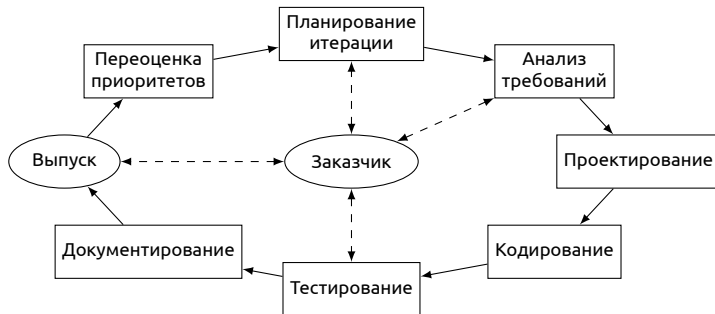 Планирование
итерации
Переоценка
приоритетов
Анализ
требований
Выпуск
Заказчик
Проектирование
Документирование
Кодирование
Тестирование